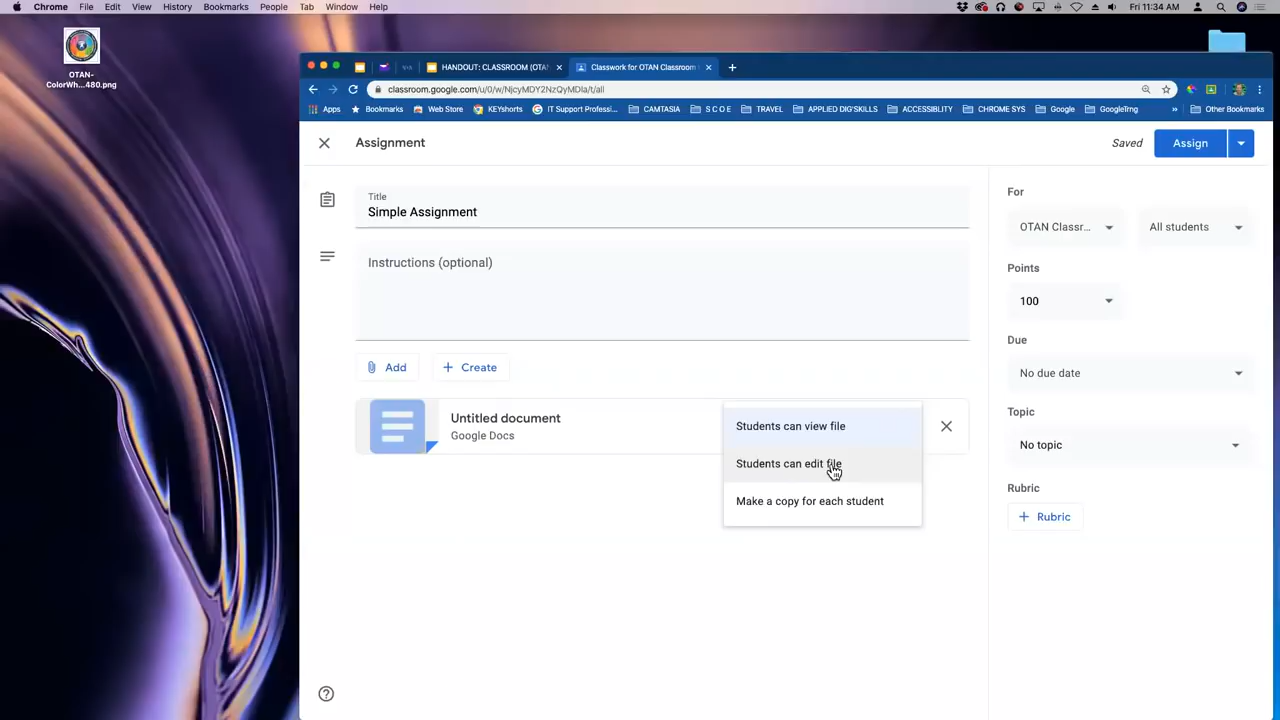 Chrome File Edit View History Bookmarks People Tab Window Help Fri 11:34 AM
OTAN-
ColorWh...480.png
HANDOUT: CLASSROOM (OTA Classwork for OTAN Classroom
classroom.google.com/u/0/w/NjcyMDY2NzQyMDla/t/all
Apps Bookmarks Web Store KEYshorts IT Support Professi... CAMTASIA S C O E TRAVEL APPLIED DIG'SKILLS ACCESSIBLITY CHROME SYS Google GoogleTrng » Other Bookmarks
Assignment Saved Assign
Title
Simple Assignment
Instructions (optional)
Add Create
Untitled document
Google Docs
Students can view file
Students can edit file
Make a copy for each student
For
OTAN Classr... All students
Points
100
Due
No due date
Topic
No topic
Rubric
Rubric